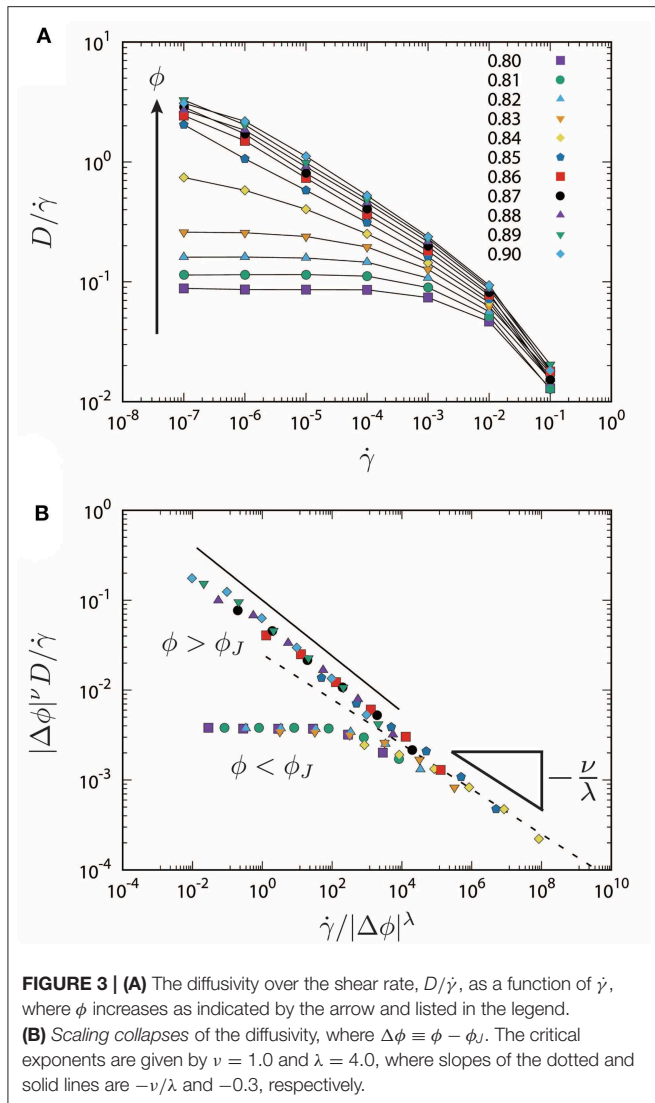 A
10^1
10^0
10^-1
10^-2
D/γ̇
ϕ
0.80
0.81
0.82
0.83
0.84
0.85
0.86
0.87
0.88
0.89
0.90
10^-8 10^-7 10^-6 10^-5 10^-4 10^-3 10^-2 10^-1 10^0
γ̇
B
10^0
10^-1
10^-2
10^-3
10^-4
|Δϕ|^ν D/γ̇
ϕ > ϕ_J
ϕ < ϕ_J
−ν/λ
10^-4 10^-2 10^0 10^2 10^4 10^6 10^8 10^10
γ̇/|Δϕ|^λ
FIGURE 3 | (A) The diffusivity over the shear rate, D/γ̇, as a function of γ̇,
where ϕ increases as indicated by the arrow and listed in the legend.
(B) Scaling collapses of the diffusivity, where Δϕ ≡ ϕ − ϕ_J. The critical
exponents are given by ν = 1.0 and λ = 4.0, where slopes of the dotted and
solid lines are −ν/λ and −0.3, respectively.